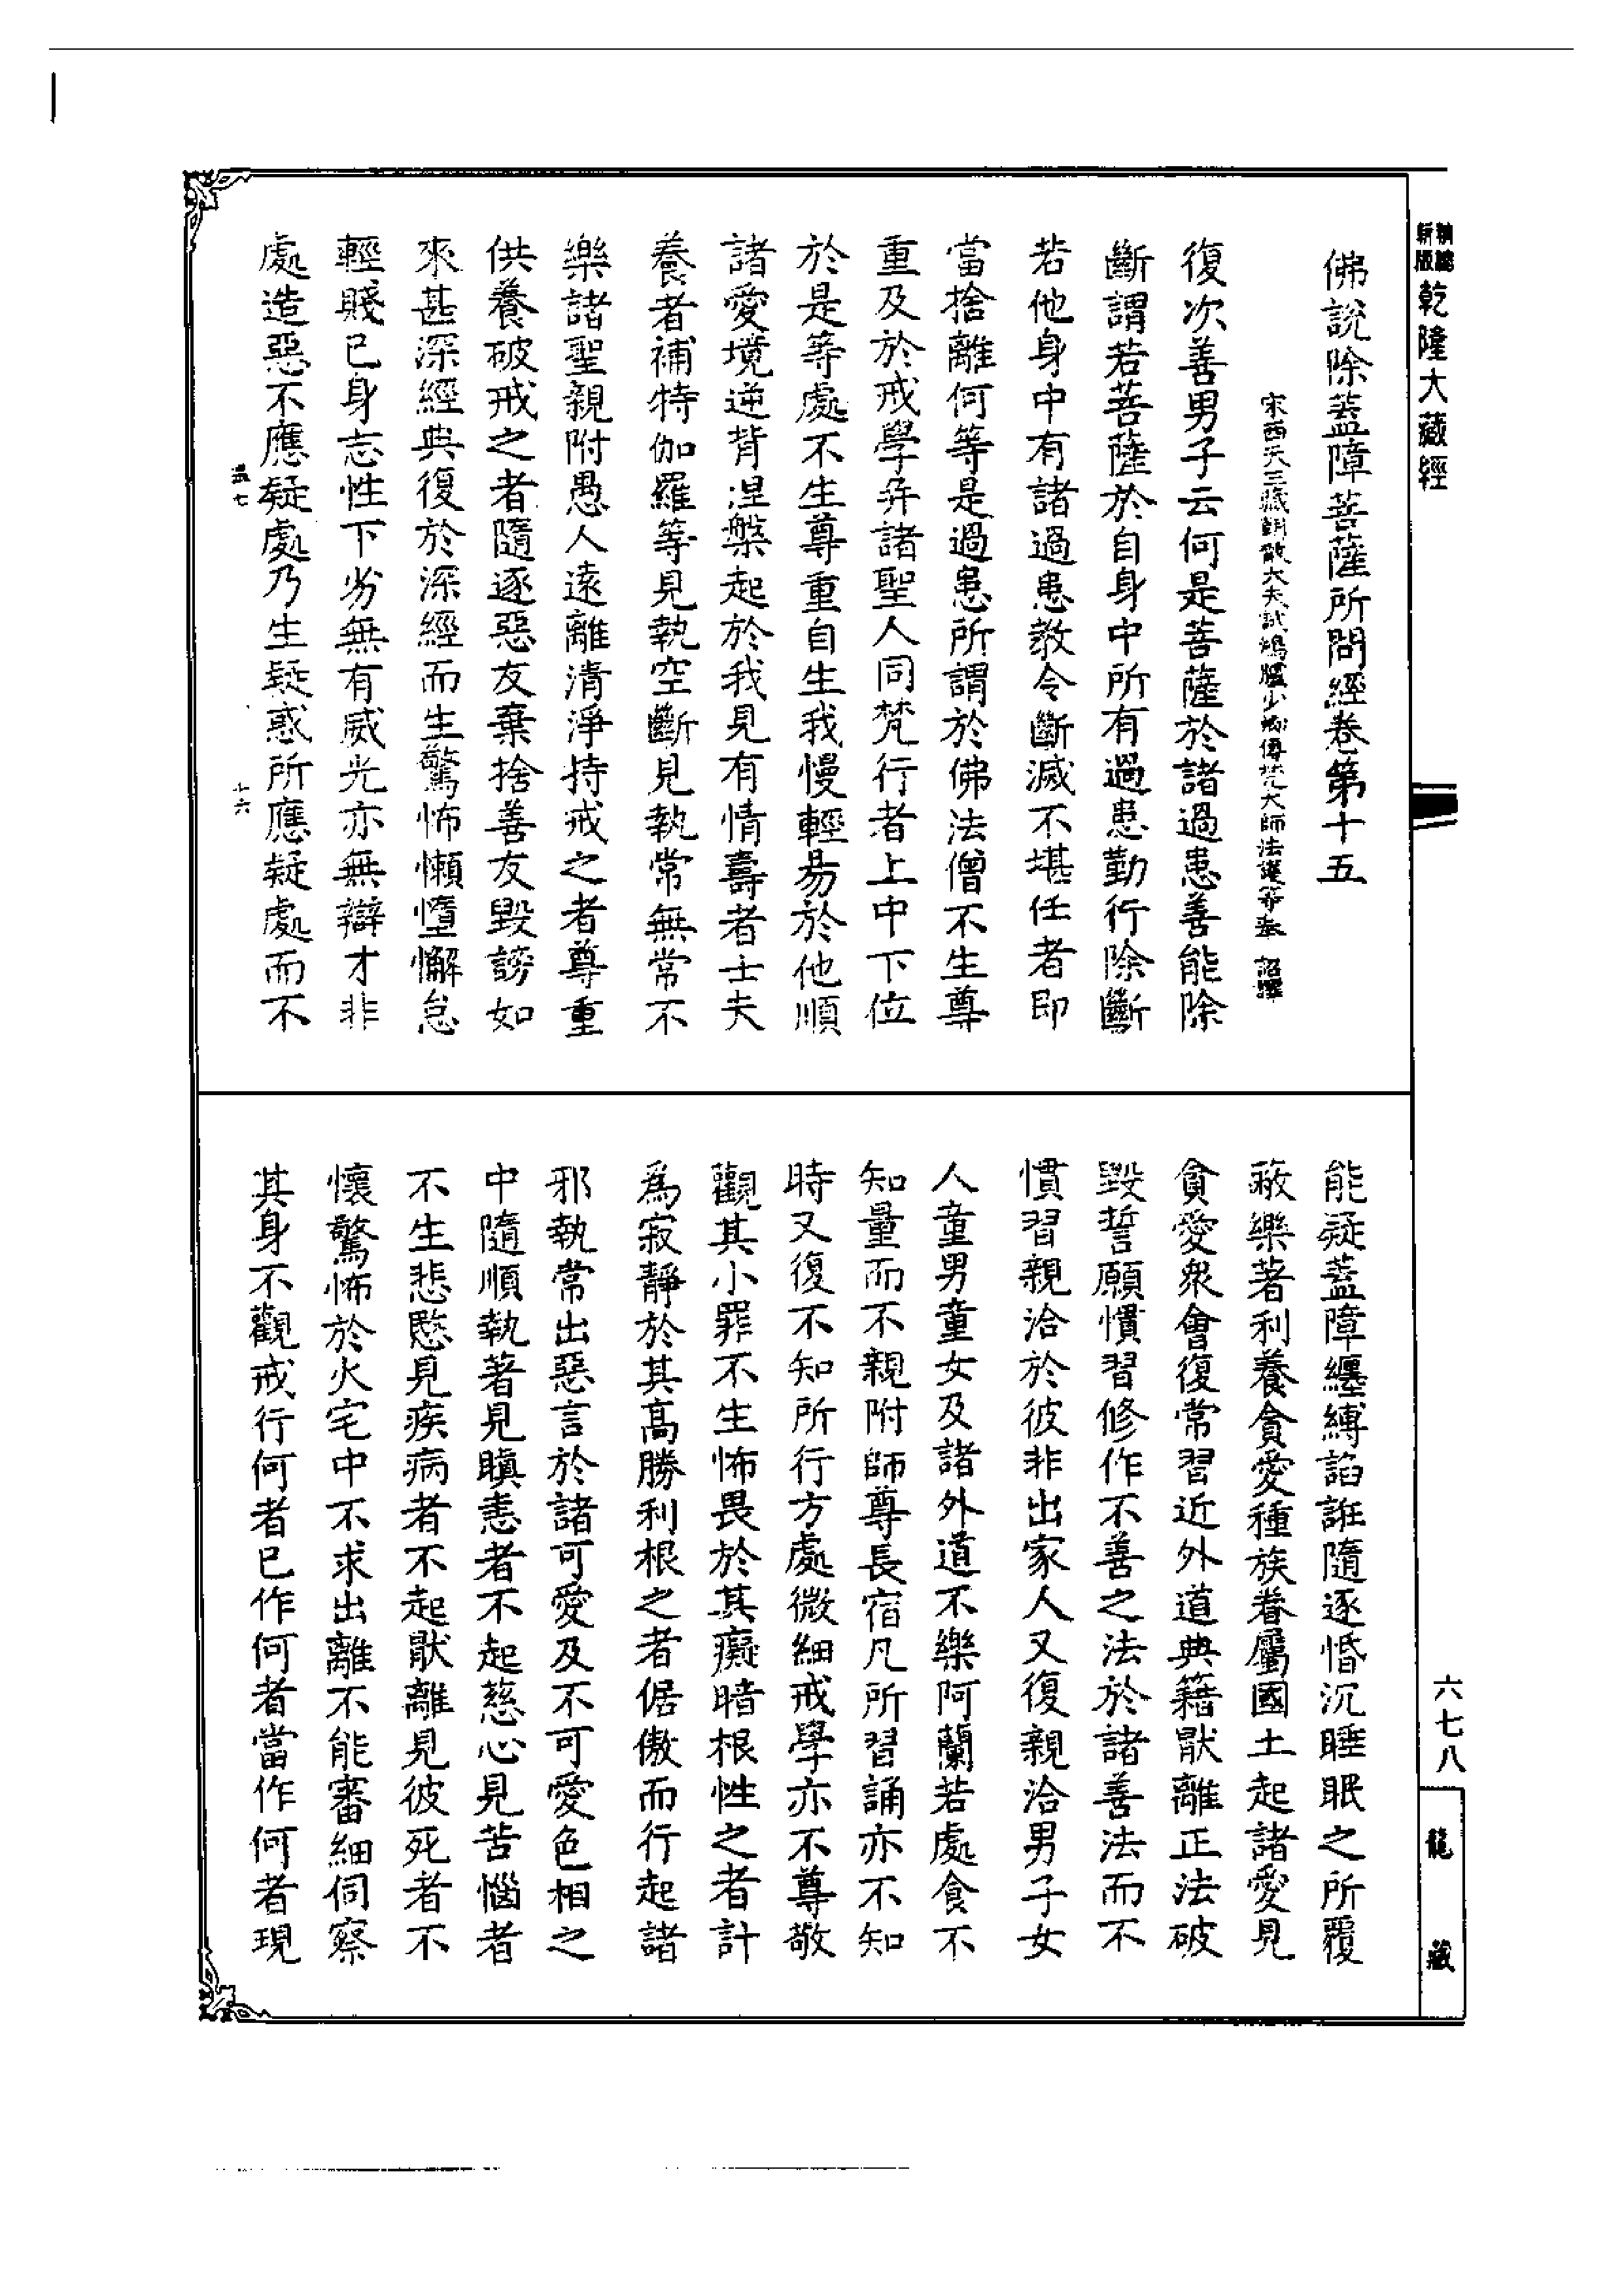 新版
乾隆大藏經
佛說除蓋障菩薩所問經卷第十五
宋西天三藏朝散大夫試鴻臚少卿傳梵大師法護等奉 詔譯
復次善男子云何是菩薩於諸過患善能除
斷謂若菩薩於自身中所有過患勤行除斷
若他身中有諸過患教令斷滅不堪任者即
當捨離何等是過患所謂於佛法僧不生尊
重及於戒學并諸聖人同梵行者上中下位
於是等處不生尊重自生我慢輕易於他順
諸愛境逆背涅槃起於我見有情壽者士夫
養者補特伽羅等見執空斷見執常無常不
樂諸聖親附愚人遠離清淨持戒之者尊重
供養破戒之者隨逐惡友棄捨善友毀謗如
來甚深經典復於深經而生驚怖懶墮懈怠
輕賤已身志性下劣無有威光亦無辯才非
處造惡不應疑處乃生疑惑所應疑處而不
七
十六
能疑蓋障纏縛諂誑隨逐惛沉睡眠之所覆
蔽樂著利養貪愛種族眷屬國土起諸愛見
貪愛衆會復常習近外道典籍猒離正法破
毀誓願慣習修作不善之法於諸善法而不
慣習親洽於彼非出家人又復親洽男子女
人童男童女及諸外道不樂阿蘭若處食不
知量而不親附師尊長宿凡所習誦亦不知
時又復不知所行方處微細戒學亦不尊敬
觀其小罪不生怖畏於其癡暗根性之者計
爲寂靜於其高勝利根之者倨傲而行起諸
邪執常出惡言於諸可愛及不可愛色相之
中隨順執著見瞋恚者不起慈心見苦惱者
不生悲愍見疾病者不起猒離見彼死者不
懷驚怖於火宅中不求出離不能審細伺察
其身不觀戒行何者已作何者當作何者現
六七八
龍藏